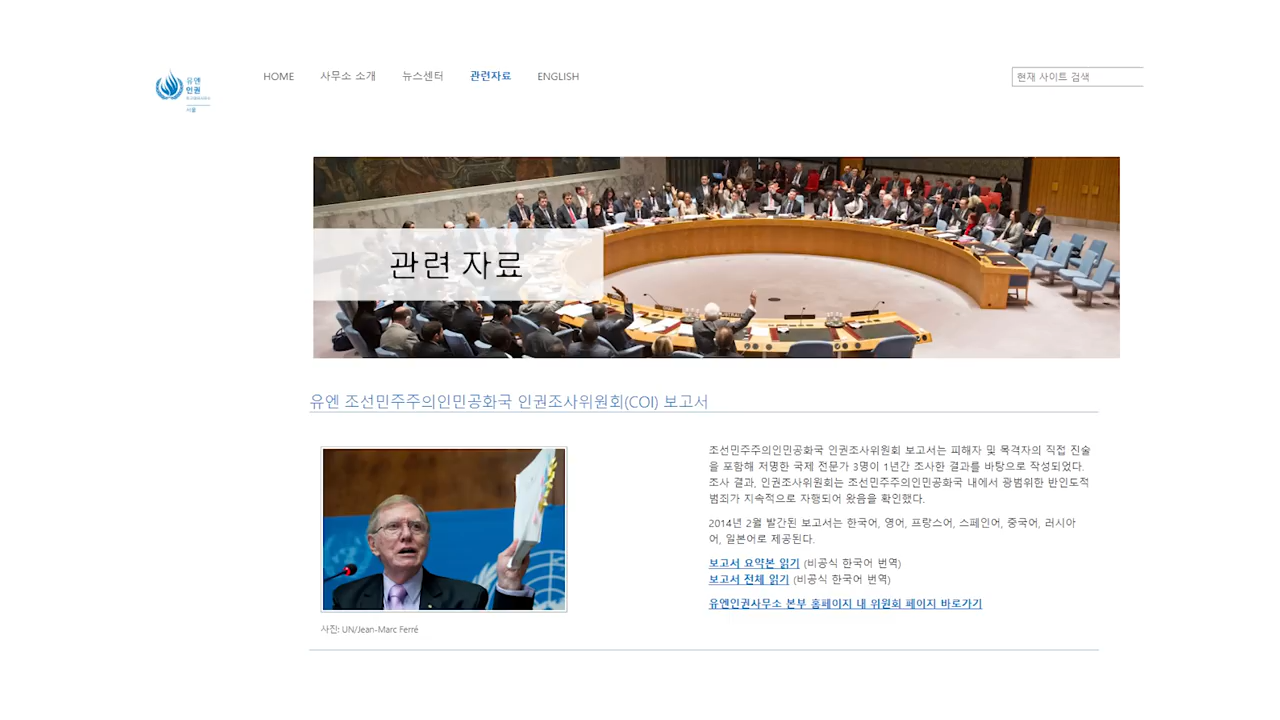 유엔
인권
서울
HOME 사무소 소개 뉴스센터 관련자료 ENGLISH
현재 사이트 검색
관련 자료
유엔 조선민주주의인민공화국 인권조사위원회(COI) 보고서
조선민주주의인민공화국 인권조사위원회 보고서는 피해자 및 목격자의 직접 진술
을 포함해 저명한 국제 전문가 3명이 1년간 조사한 결과를 바탕으로 작성되었다.
조사 결과, 인권조사위원회는 조선민주주의인민공화국 내에서 광범위한 반인도적
범죄가 지속적으로 자행되어 왔음을 확인했다.
2014년 2월 발간된 보고서는 한국어, 영어, 프랑스어, 스페인어, 중국어, 러시아
어, 일본어로 제공된다.
보고서 요약본 읽기 (비공식 한국어 번역)
보고서 전체 읽기 (비공식 한국어 번역)
유엔인권사무소 본부 홈페이지 내 위원회 페이지 바로가기
사진: UN/Jean-Marc Ferré